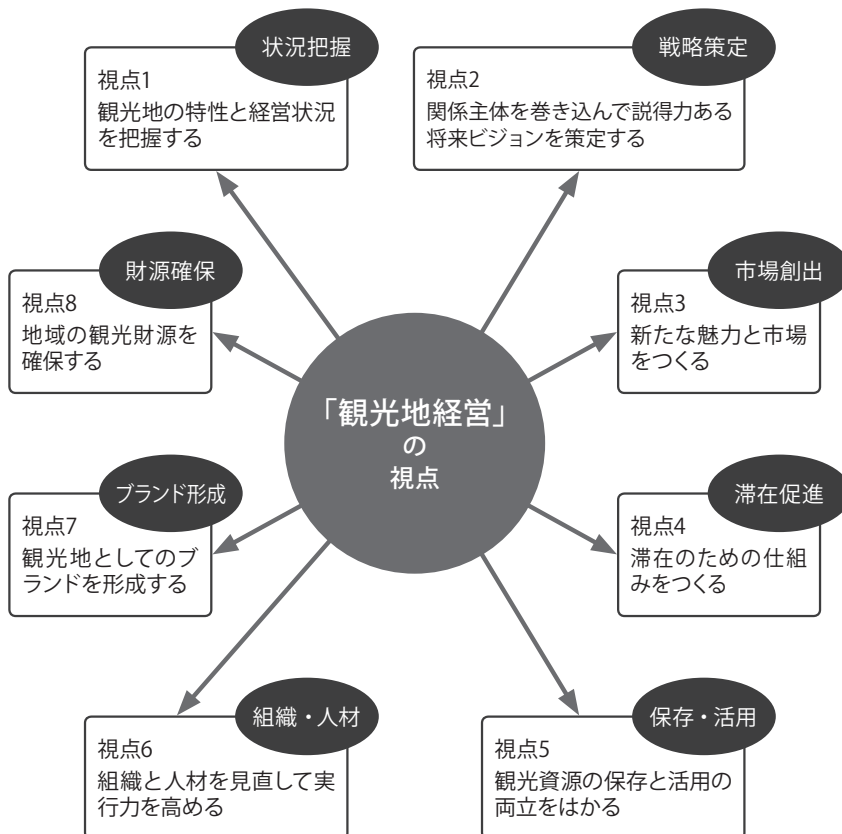 状況把握
視点1
観光地の特性と経営状況
を把握する
戦略策定
視点2
関係主体を巻き込んで説得力ある
将来ビジョンを策定する
財源確保
視点8
地域の観光財源を
確保する
市場創出
視点3
新たな魅力と市場
をつくる
「観光地経営」
の
視点
ブランド形成
視点7
観光地としてのブ
ランドを形成する
滞在促進
視点4
滞在のための仕組
みをつくる
組織・人材
視点6
組織と人材を見直して実
行力を高める
保存・活用
視点5
観光資源の保存と活用の
両立をはかる